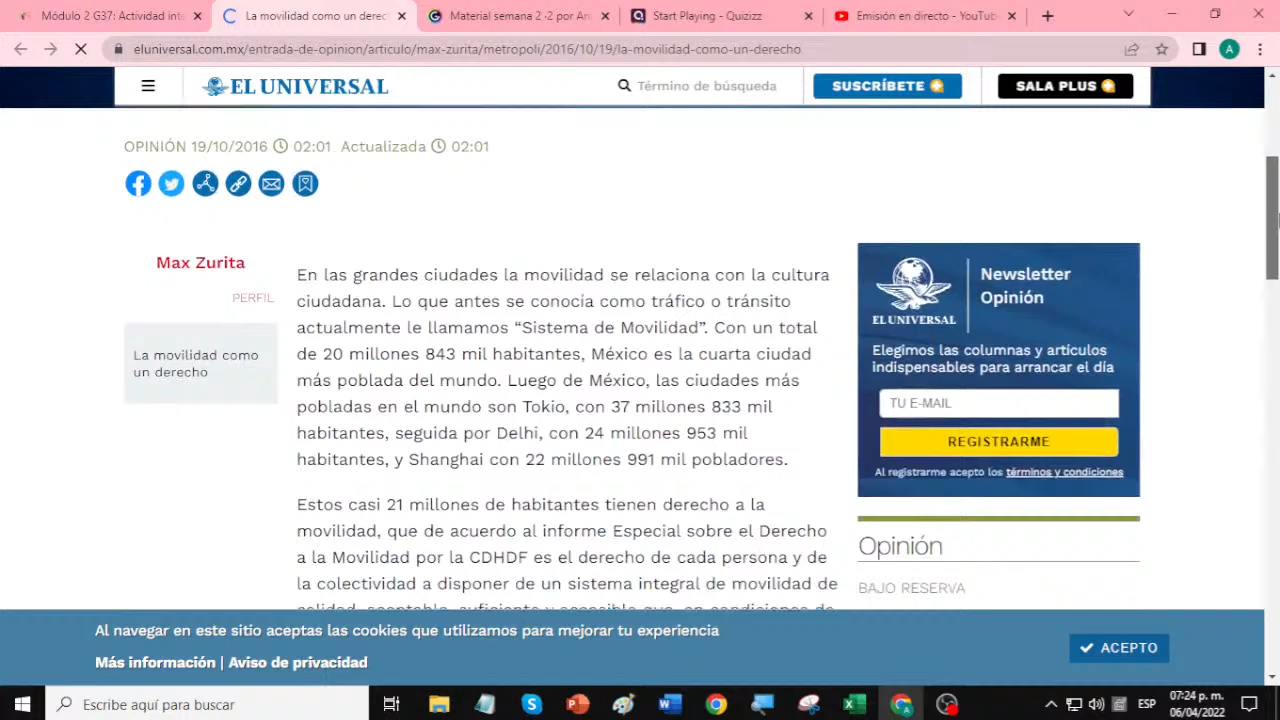 Módulo 2 G37: Actividad int
La movilidad como un derec
Material semana 2 -2 por An
Start Playing - Quizizz
Emisión en directo - YouTub
eluniversal.com.mx/entrada-de-opinion/articulo/max-zurita/metropoli/2016/10/19/la-movilidad-como-un-derecho
A
EL UNIVERSAL
Término de búsqueda
SUSCRÍBETE
SALA PLUS
OPINIÓN 19/10/2016 02:01 Actualizada 02:01
Max Zurita
PERFIL
La movilidad como
un derecho
En las grandes ciudades la movilidad se relaciona con la cultura
ciudadana. Lo que antes se conocía como tráfico o tránsito
actualmente le llamamos “Sistema de Movilidad”. Con un total
de 20 millones 843 mil habitantes, México es la cuarta ciudad
más poblada del mundo. Luego de México, las ciudades más
pobladas en el mundo son Tokio, con 37 millones 833 mil
habitantes, seguida por Delhi, con 24 millones 953 mil
habitantes, y Shanghai con 22 millones 991 mil pobladores.
Estos casi 21 millones de habitantes tienen derecho a la
movilidad, que de acuerdo al informe Especial sobre el Derecho
a la Movilidad por la CDHDF es el derecho de cada persona y de
la colectividad a disponer de un sistema integral de movilidad de
calidad, aceptable, suficiente y accesible que, en condiciones de
EL UNIVERSAL
Newsletter
Opinión
Elegimos las columnas y artículos
indispensables para arrancar el día
TU E-MAIL
REGISTRARME
Al registrarme acepto los términos y condiciones
Opinión
BAJO RESERVA
Al navegar en este sitio aceptas las cookies que utilizamos para mejorar tu experiencia
Más información | Aviso de privacidad
ACEPTO
Escribe aquí para buscar
ESP
07:24 p. m.
06/04/2022